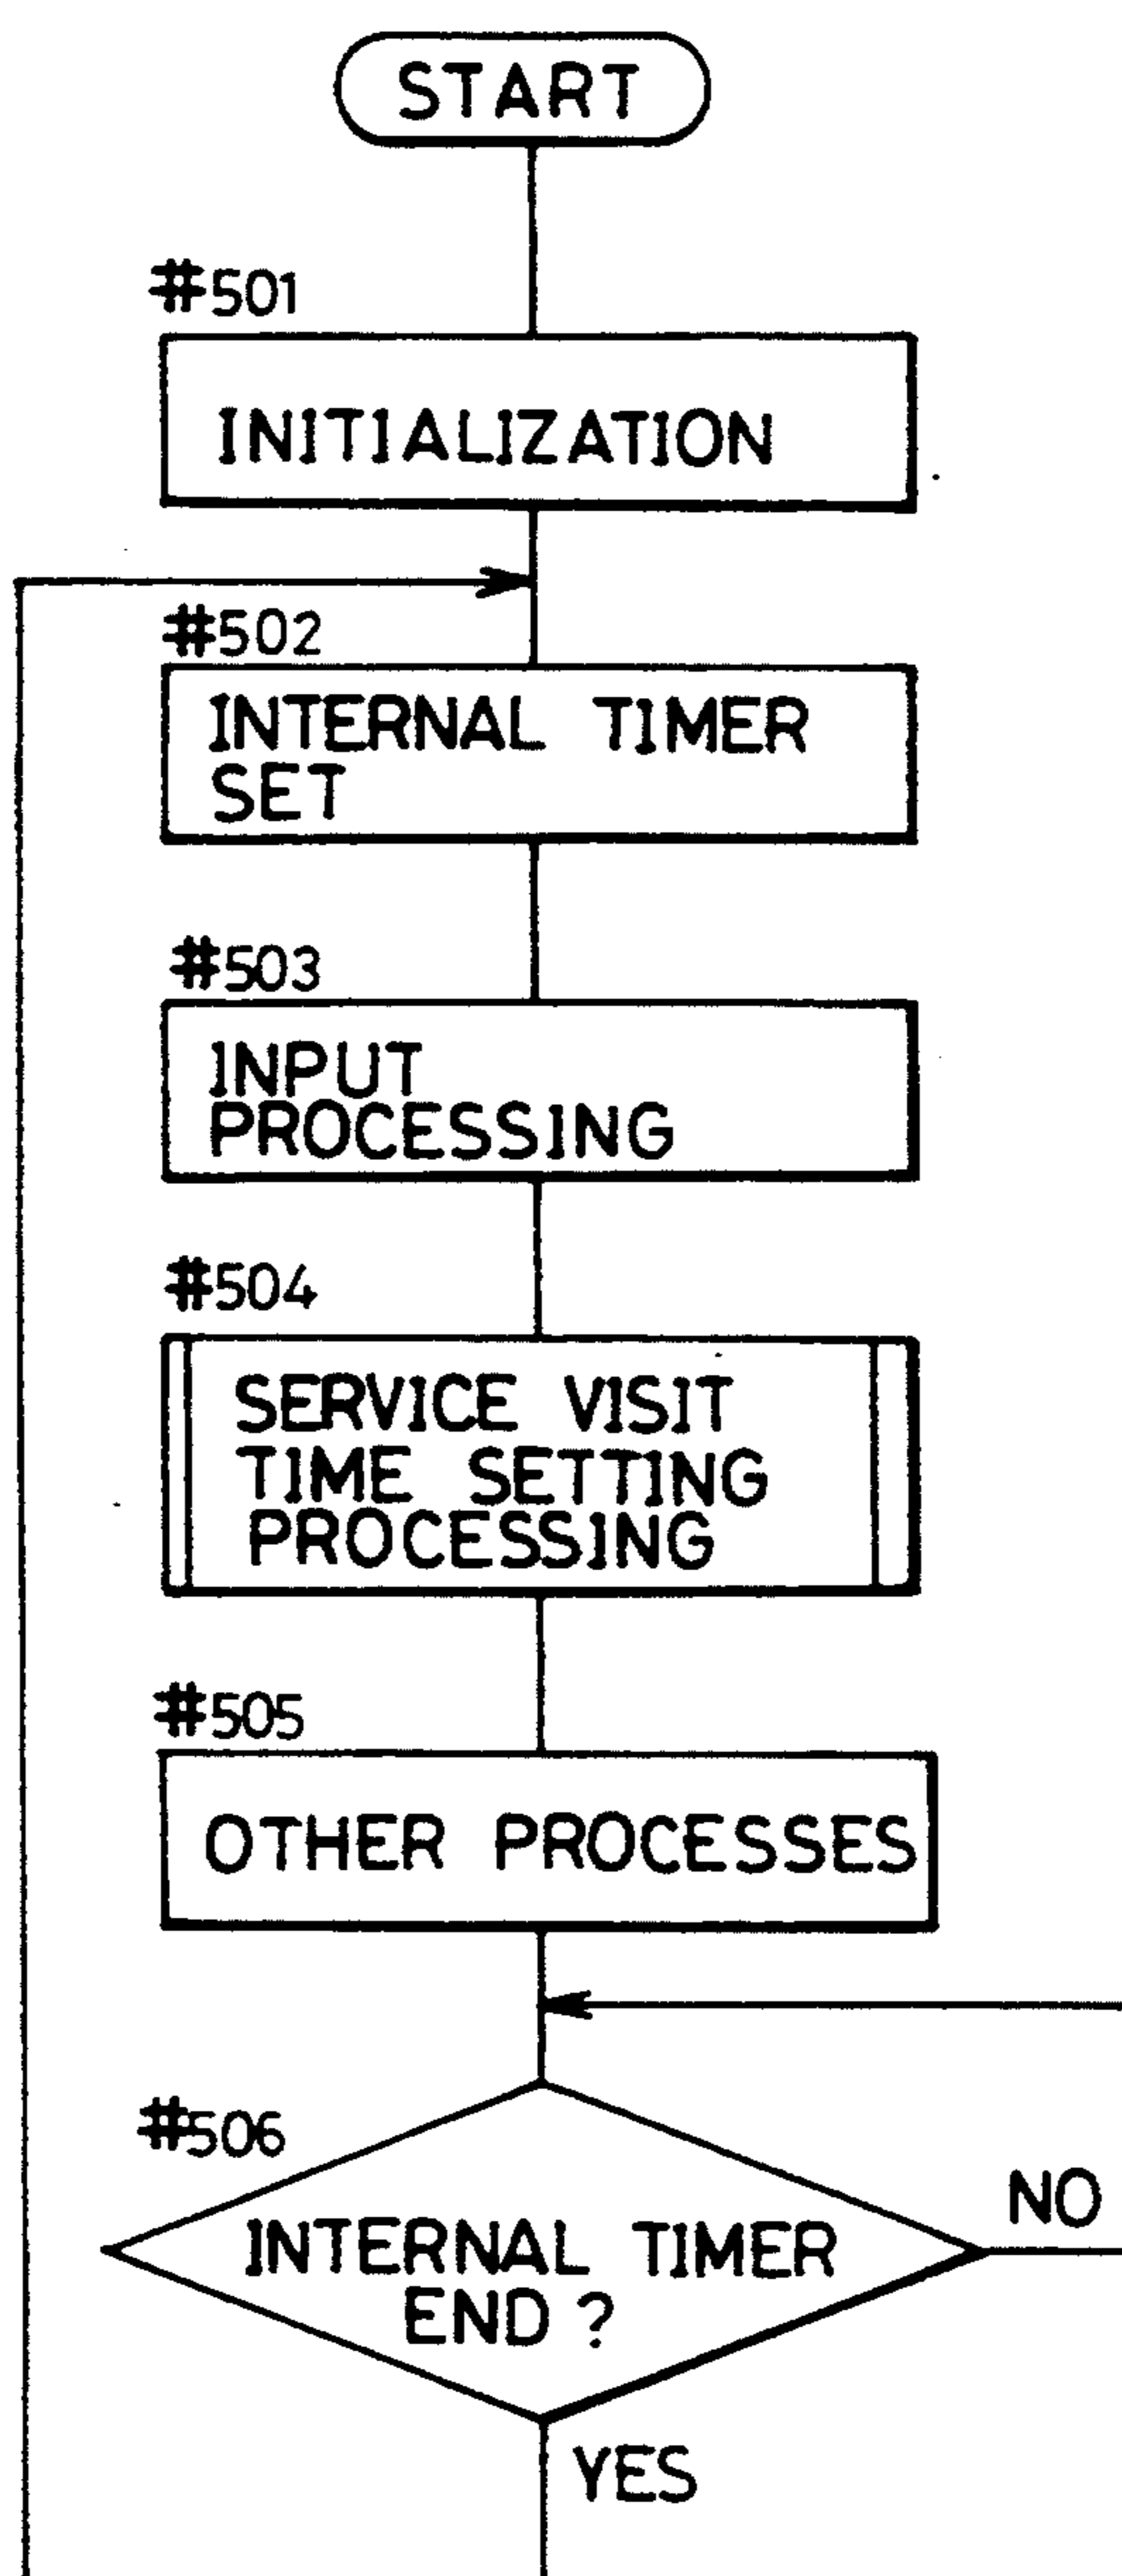 START
#501
INITIALIZATION
#502
INTERNAL TIMER
SET
#503
INPUT
PROCESSING
#504
SERVICE VISIT
TIME SETTING
PROCESSING
#505
OTHER PROCESSES
#506
NO
INTERNAL TIMER
END ?
YES